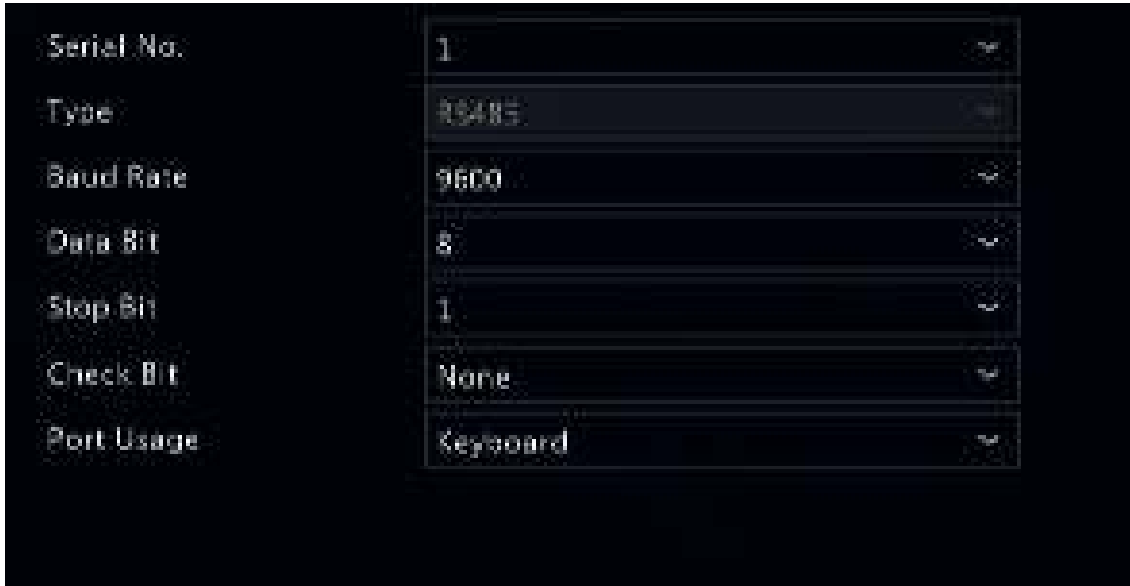 Serial No. 1
Type RS485
Baud Rate 9600
Data Bit 8
Stop Bit 1
Check Bit None
Port Usage Keyboard